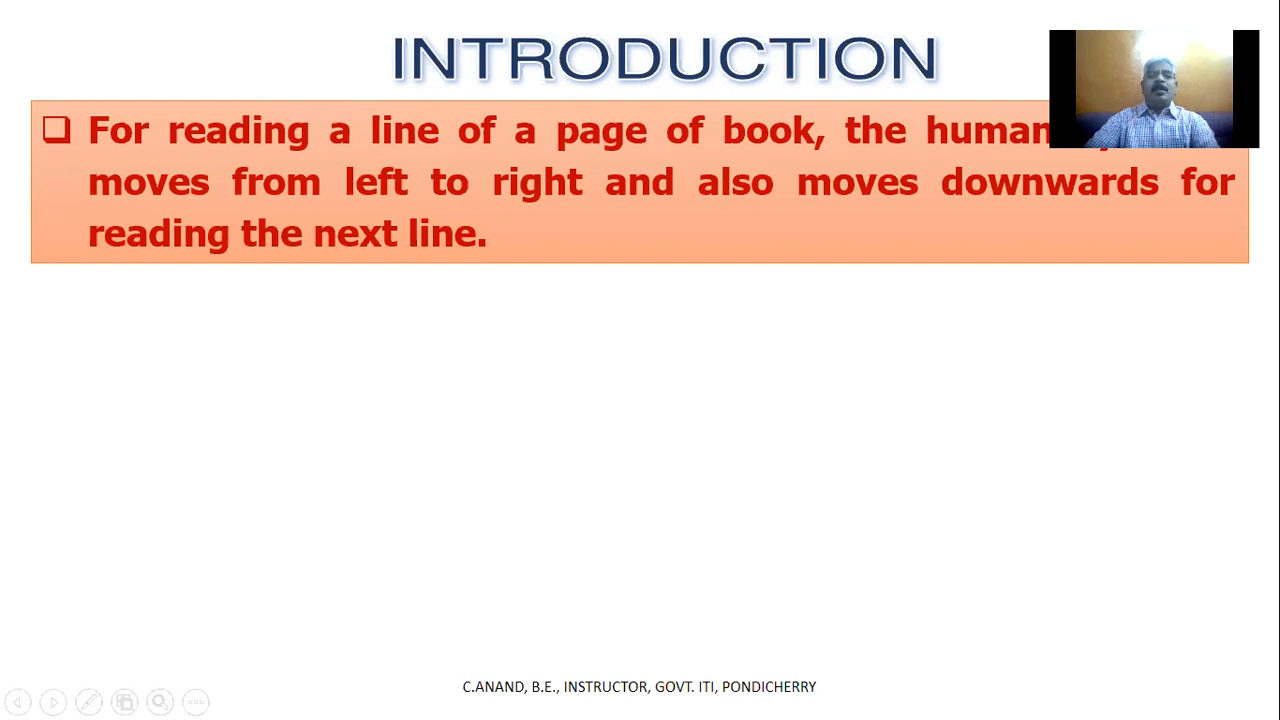 INTRODUCTION
❑ For reading a line of a page of book, the human
moves from left to right and also moves downwards for
reading the next line.
C.ANAND, B.E., INSTRUCTOR, GOVT. ITI, PONDICHERRY